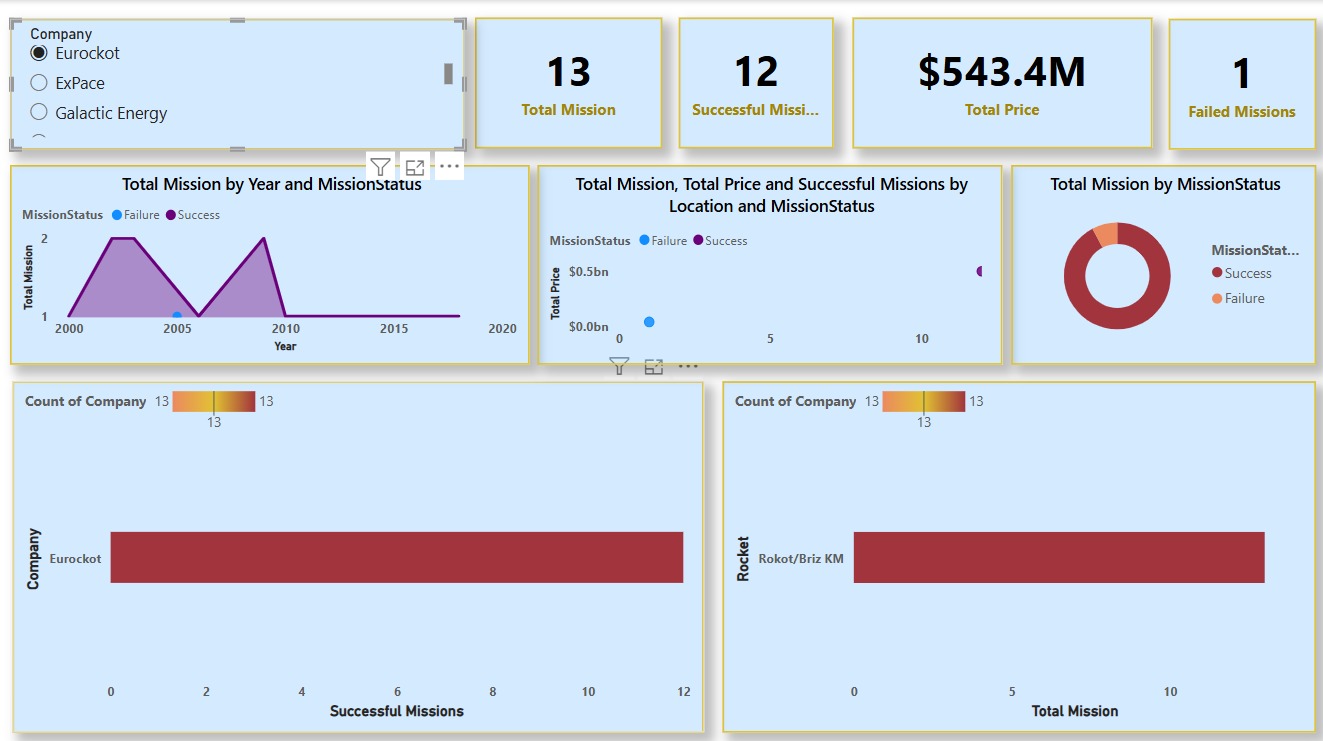 Company
Eurockot
ExPace
Galactic Energy
13
Total Mission
12
Successful Missi...
$543.4M
Total Price
1
Failed Missions
Total Mission by Year and MissionStatus
MissionStatus Failure Success
Total Mission
2
1
2000 2005 2010 2015 2020
Year
Total Mission, Total Price and Successful Missions by
Location and MissionStatus
MissionStatus Failure Success
Total Price
$0.5bn
$0.0bn
0 5 10
Total Mission by MissionStatus
MissionStat...
Success
Failure
Count of Company 13 13
13
Company
Eurockot
0 2 4 6 8 10 12
Successful Missions
Count of Company 13 13
13
Rocket
Rokot/Briz KM
0 5 10
Total Mission